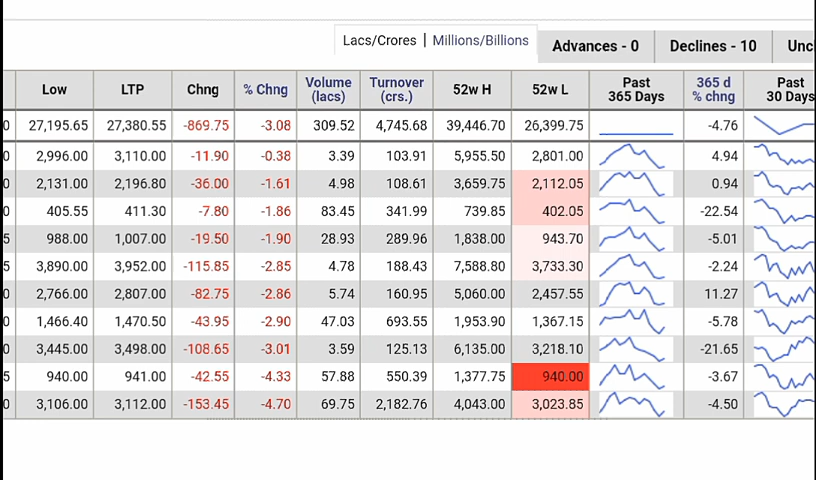 Lacs/Crores | Millions/Billions Advances - 0 Declines - 10 Uncl
Low LTP Chng % Chng Volume (lacs) Turnover (crs.) 52w H 52w L Past 365 Days 365 d % chng Past 30 Days
0 27,195.65 27,380.55 -869.75 -3.08 309.52 4,745.68 39,446.70 26,399.75 -4.76
0 2,996.00 3,110.00 -11.90 -0.38 3.39 103.91 5,955.50 2,801.00 4.94
0 2,131.00 2,196.80 -36.00 -1.61 4.98 108.61 3,659.75 2,112.05 0.94
0 405.55 411.30 -7.80 -1.86 83.45 341.99 739.85 402.05 -22.54
5 988.00 1,007.00 -19.50 -1.90 28.93 289.96 1,838.00 943.70 -5.01
5 3,890.00 3,952.00 -115.85 -2.85 4.78 188.43 7,588.80 3,733.30 -2.24
0 2,766.00 2,807.00 -82.75 -2.86 5.74 160.95 5,060.00 2,457.55 11.27
0 1,466.40 1,470.50 -43.95 -2.90 47.03 693.55 1,953.90 1,367.15 -5.78
0 3,445.00 3,498.00 -108.65 -3.01 3.59 125.13 6,135.00 3,218.10 -21.65
5 940.00 941.00 -42.55 -4.33 57.88 550.39 1,377.75 940.00 -3.67
0 3,106.00 3,112.00 -153.45 -4.70 69.75 2,182.76 4,043.00 3,023.85 -4.50